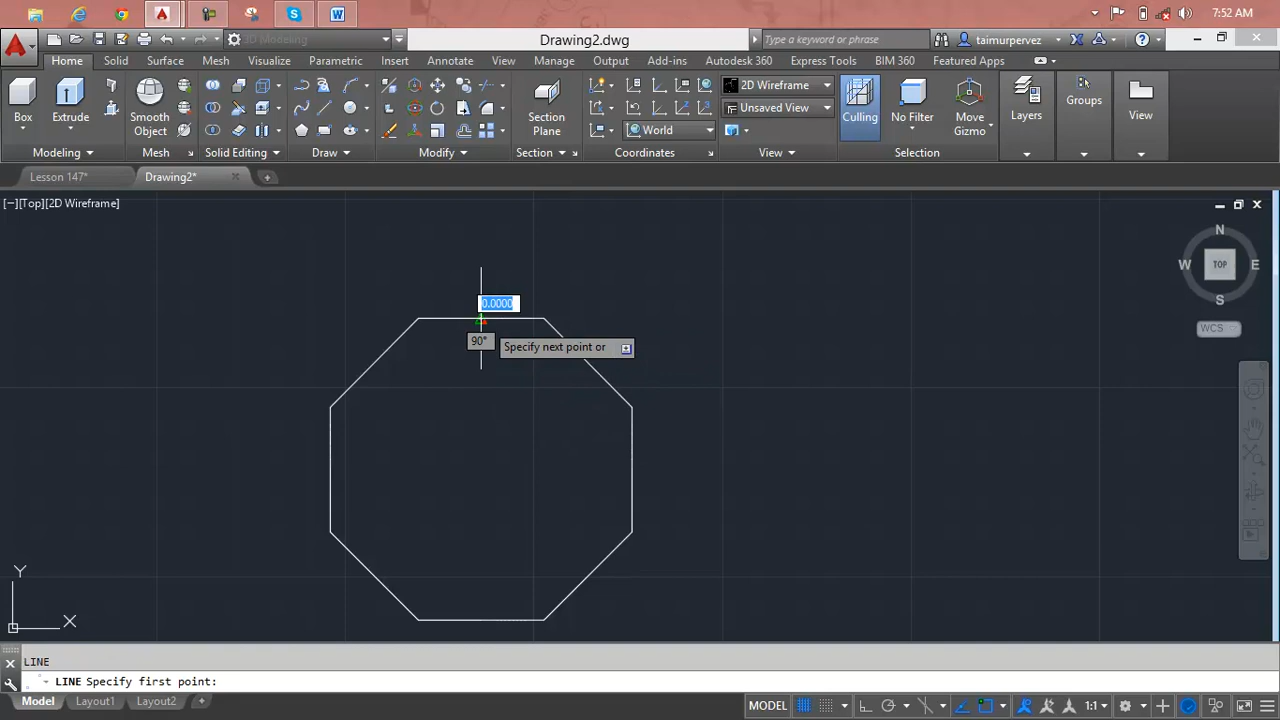 7:52 AM
3D Modeling
Drawing2.dwg
Type a keyword or phrase
taimurpervez
Home
Solid
Surface
Mesh
Visualize
Parametric
Insert
Annotate
View
Manage
Output
Add-ins
Autodesk 360
Express Tools
BIM 360
Featured Apps
Box
Extrude
Smooth
Object
Section
Plane
2D Wireframe
Unsaved View
World
Culling
No Filter
Move
Gizmo
Layers
Groups
View
Modeling
Mesh
Solid Editing
Draw
Modify
Section
Coordinates
View
Selection
Lesson 147*
Drawing2*
[−][Top][2D Wireframe]
N
W
TOP
E
S
WCS
0.0000
90°
Specify next point or
Y
X
LINE
LINE Specify first point:
Model
Layout1
Layout2
MODEL
1:1